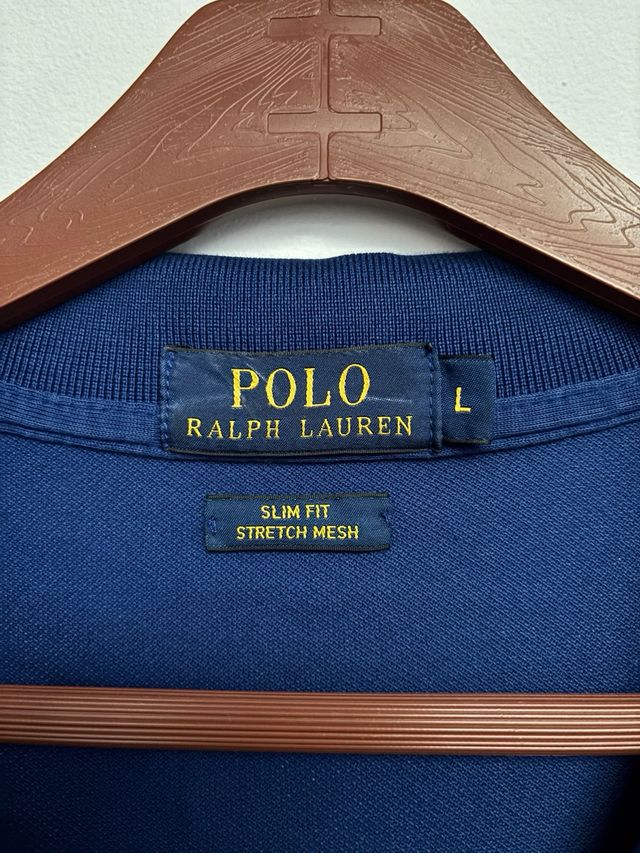 POLO
RALPH LAUREN
L
SLIM FIT
STRETCH MESH